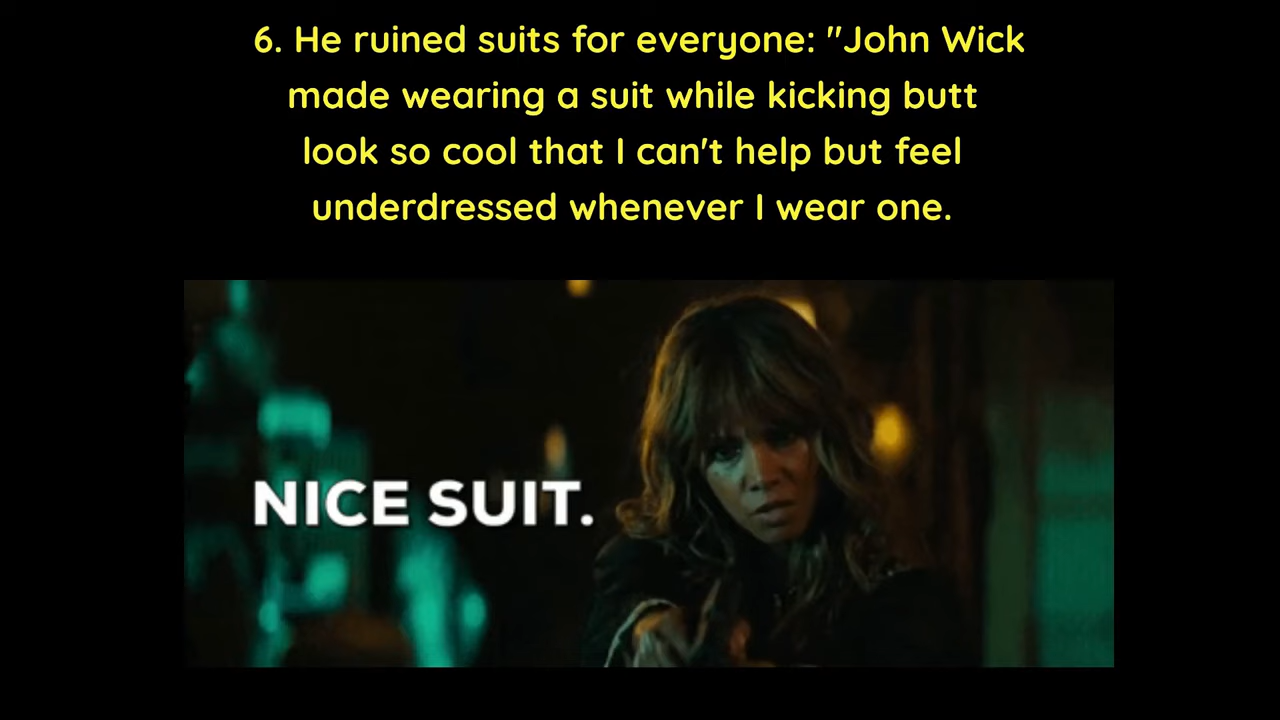 6. He ruined suits for everyone: "John Wick
made wearing a suit while kicking butt
look so cool that I can't help but feel
underdressed whenever I wear one.
NICE SUIT.